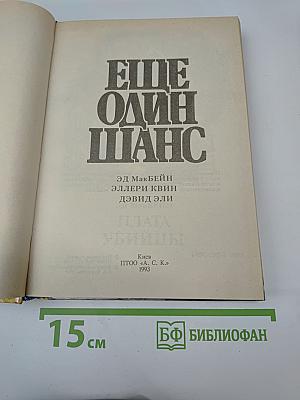 ЕЩЕ
ОДИН
ШАНС
ЭД МакБЕЙН
ЭЛЛЕРИ КВИН
ДЭВИД ЭЛИ
ПЛАТА
УБИЙЦЫ
Киев
ПТОО «А. С. К.»
1993
15 см
БФ БИБЛИОФАН